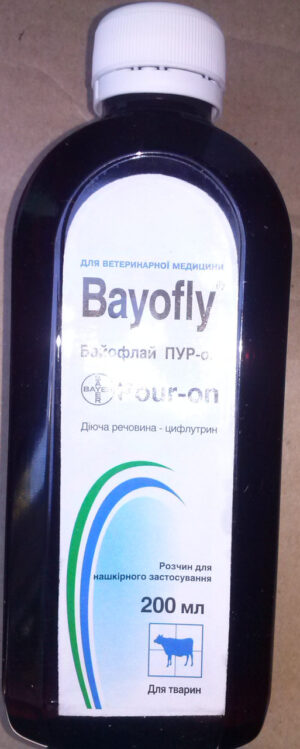 ДЛЯ ВЕТЕРИНАРНОЇ МЕДИЦИНИ
Bayofly
Байофлай ПУР-о
BAYER
Pour-on
Діюча речовина - цифлутрин
Розчин для
нашкірного застосування
200 мл
Для тварин